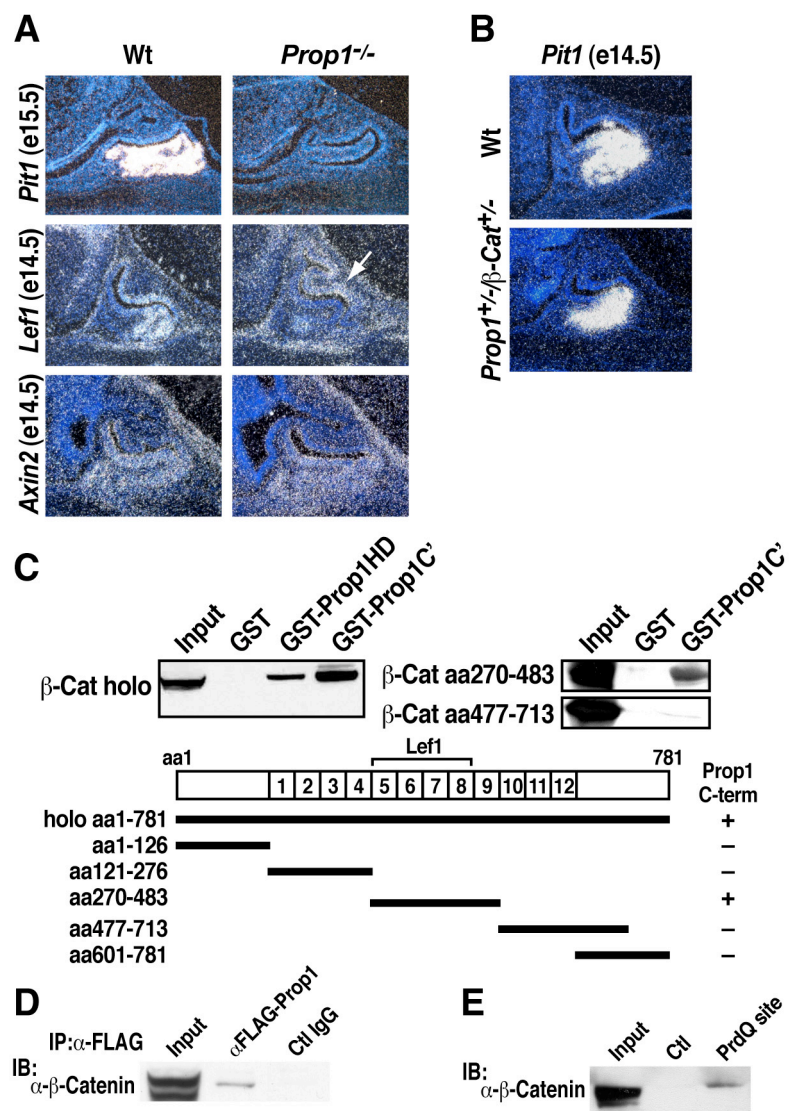 A
Wt
Prop1-/-
Pit1 (e15.5)
Lef1 (e14.5)
Axin2 (e14.5)
B
Pit1 (e14.5)
Wt
Prop1+/-/β-Cat+/-
C
Input
GST
GST-Prop1HD
GST-Prop1C’
β-Cat holo
Input
GST
GST-Prop1C’
β-Cat aa270-483
β-Cat aa477-713
Lef1
aa1
781
Prop1
C-term
1 2 3 4 5 6 7 8 9 10 11 12
holo aa1-781 +
aa1-126 –
aa121-276 –
aa270-483 +
aa477-713 –
aa601-781 –
D
IP:α-FLAG
Input
αFLAG-Prop1
Ctl IgG
IB:
α-β-Catenin
E
Input
Ctl
PrdQ site
IB:
α-β-Catenin